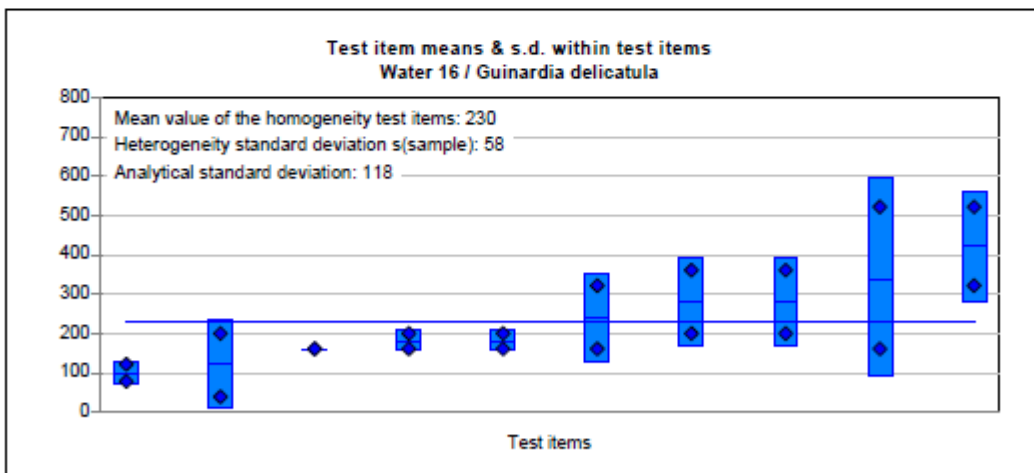 Test item means & s.d. within test items
Water 16 / Guinardia delicatula
800
Mean value of the homogeneity test items: 230
700
Heterogeneity standard deviation s(sample): 58
600
Analytical standard deviation: 118
500
400
300
200
100
0
Test items